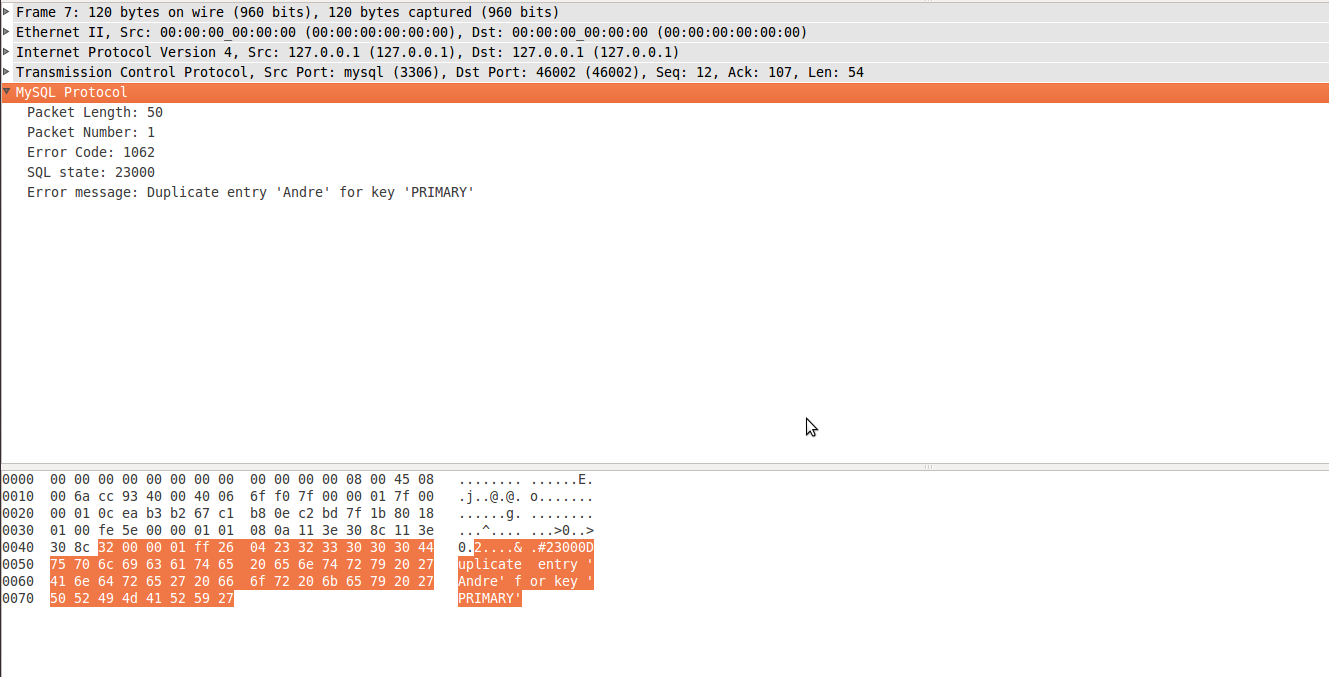 Frame 7: 120 bytes on wire (960 bits), 120 bytes captured (960 bits)
Ethernet II, Src: 00:00:00_00:00:00 (00:00:00:00:00:00), Dst: 00:00:00_00:00:00 (00:00:00:00:00:00)
Internet Protocol Version 4, Src: 127.0.0.1 (127.0.0.1), Dst: 127.0.0.1 (127.0.0.1)
Transmission Control Protocol, Src Port: mysql (3306), Dst Port: 46002 (46002), Seq: 12, Ack: 107, Len: 54
MySQL Protocol
Packet Length: 50
Packet Number: 1
Error Code: 1062
SQL state: 23000
Error message: Duplicate entry 'Andre' for key 'PRIMARY'
0000  00 00 00 00 00 00 00 00  00 00 00 00 08 00 45 08   ........ ......E.
0010  00 6a cc 93 40 00 40 06  6f f0 7f 00 00 01 7f 00   .j..@.@. o.......
0020  00 01 0c ea b3 b2 67 c1  b8 0e c2 bd 7f 1b 80 18   ......g. ........
0030  01 00 fe 5e 00 00 01 01  08 0a 11 3e 30 8c 11 3e   ...^.... ...>0..>
0040  30 8c 32 00 00 01 ff 26  04 23 32 33 30 30 30 44   0.2....& .#23000D
0050  75 70 6c 69 63 61 74 65  20 65 6e 74 72 79 20 27   uplicate  entry '
0060  41 6e 64 72 65 27 20 66  6f 72 20 6b 65 79 20 27   Andre' f or key '
0070  50 52 49 4d 41 52 59 27   PRIMARY'